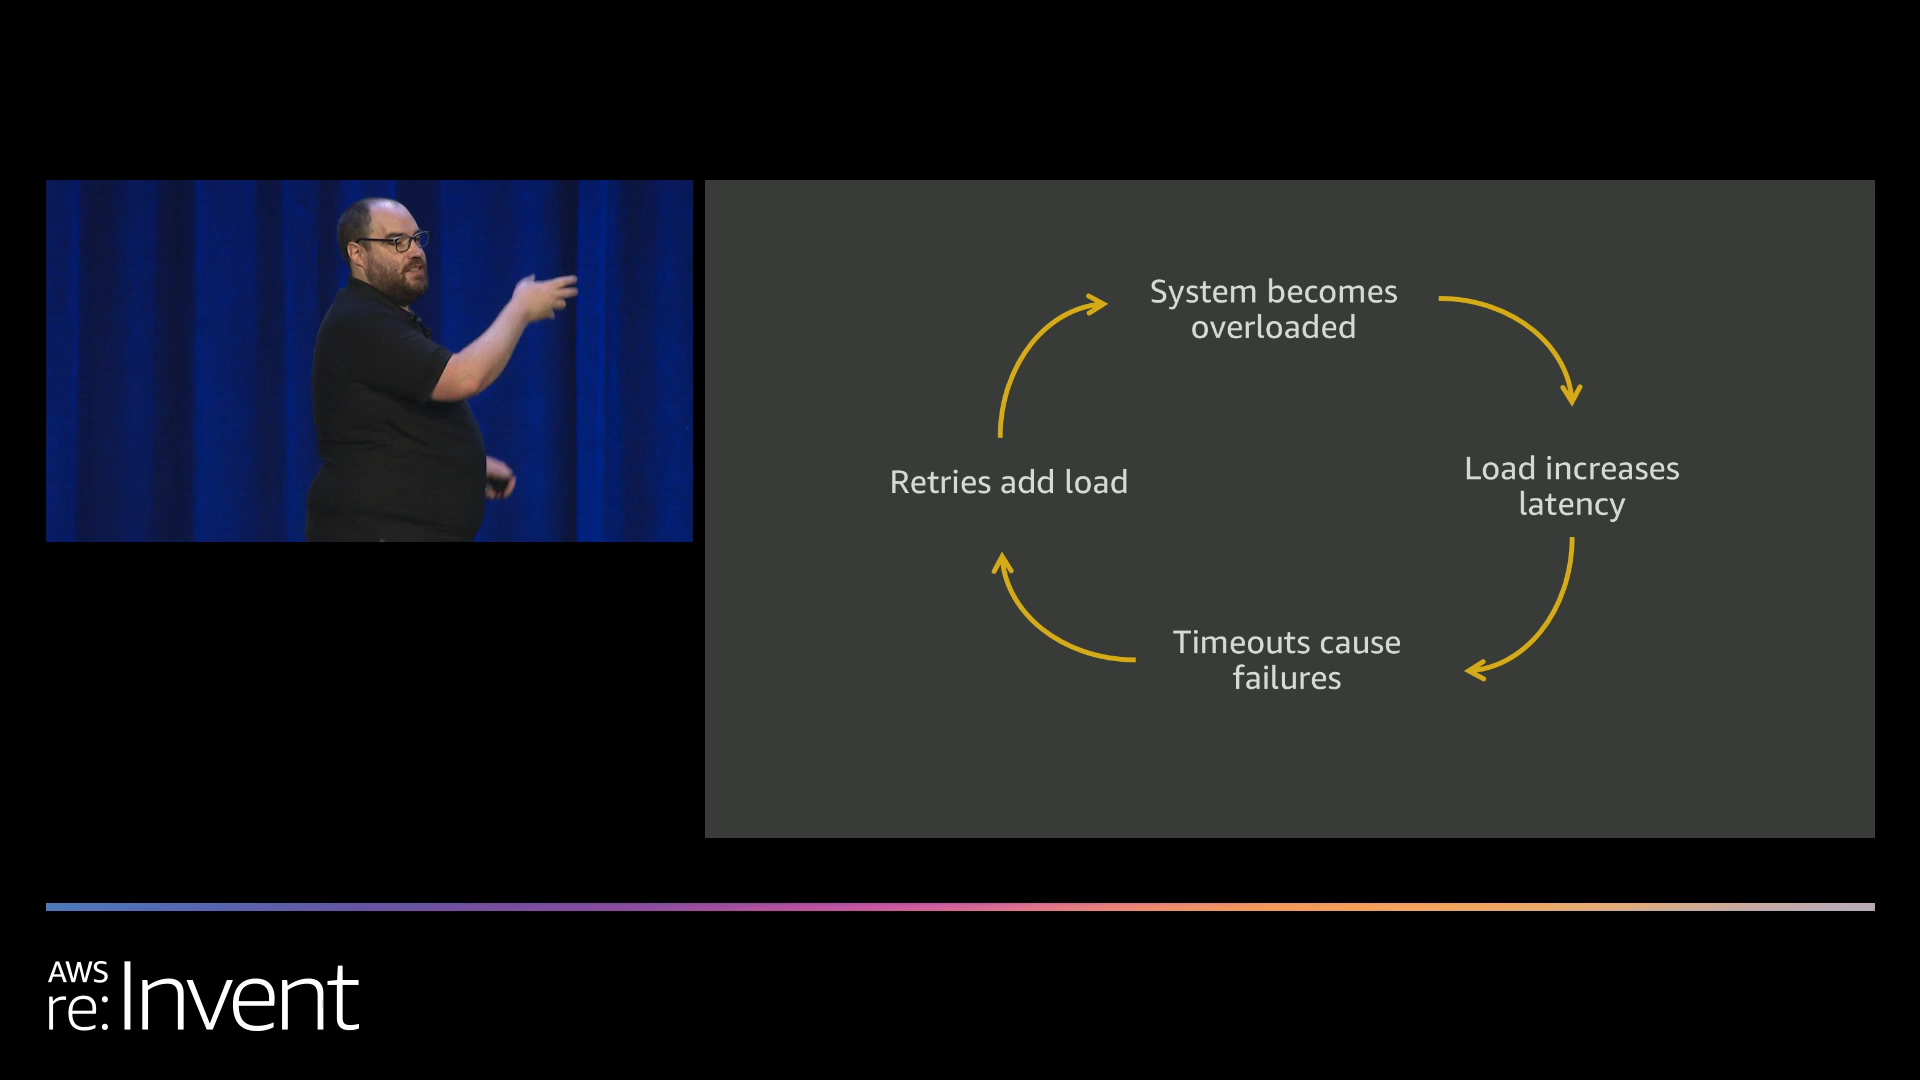 System becomes
overloaded
Load increases
latency
Timeouts cause
failures
Retries add load
AWS
re:Invent